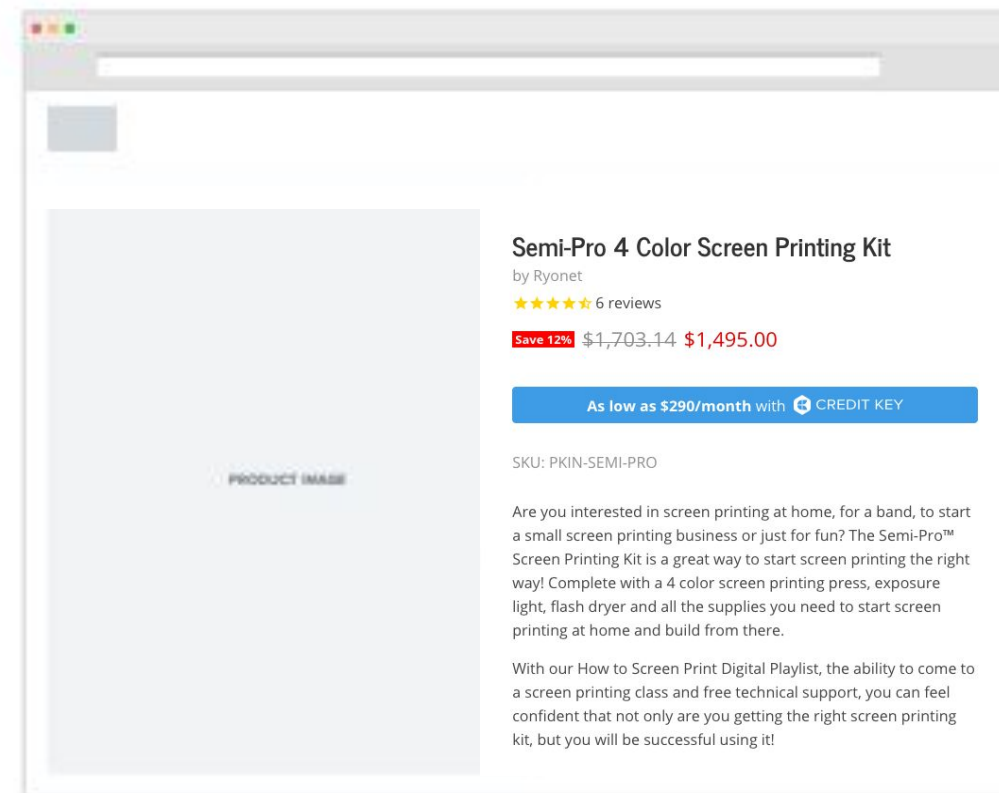 PRODUCT IMAGE
Semi-Pro 4 Color Screen Printing Kit
by Ryonet
6 reviews
Save 12% $1,703.14 $1,495.00
As low as $290/month with CREDIT KEY
SKU: PKIN-SEMI-PRO
Are you interested in screen printing at home, for a band, to start
a small screen printing business or just for fun? The Semi-Pro™
Screen Printing Kit is a great way to start screen printing the right
way! Complete with a 4 color screen printing press, exposure
light, flash dryer and all the supplies you need to start screen
printing at home and build from there.
With our How to Screen Print Digital Playlist, the ability to come to
a screen printing class and free technical support, you can feel
confident that not only are you getting the right screen printing
kit, but you will be successful using it!